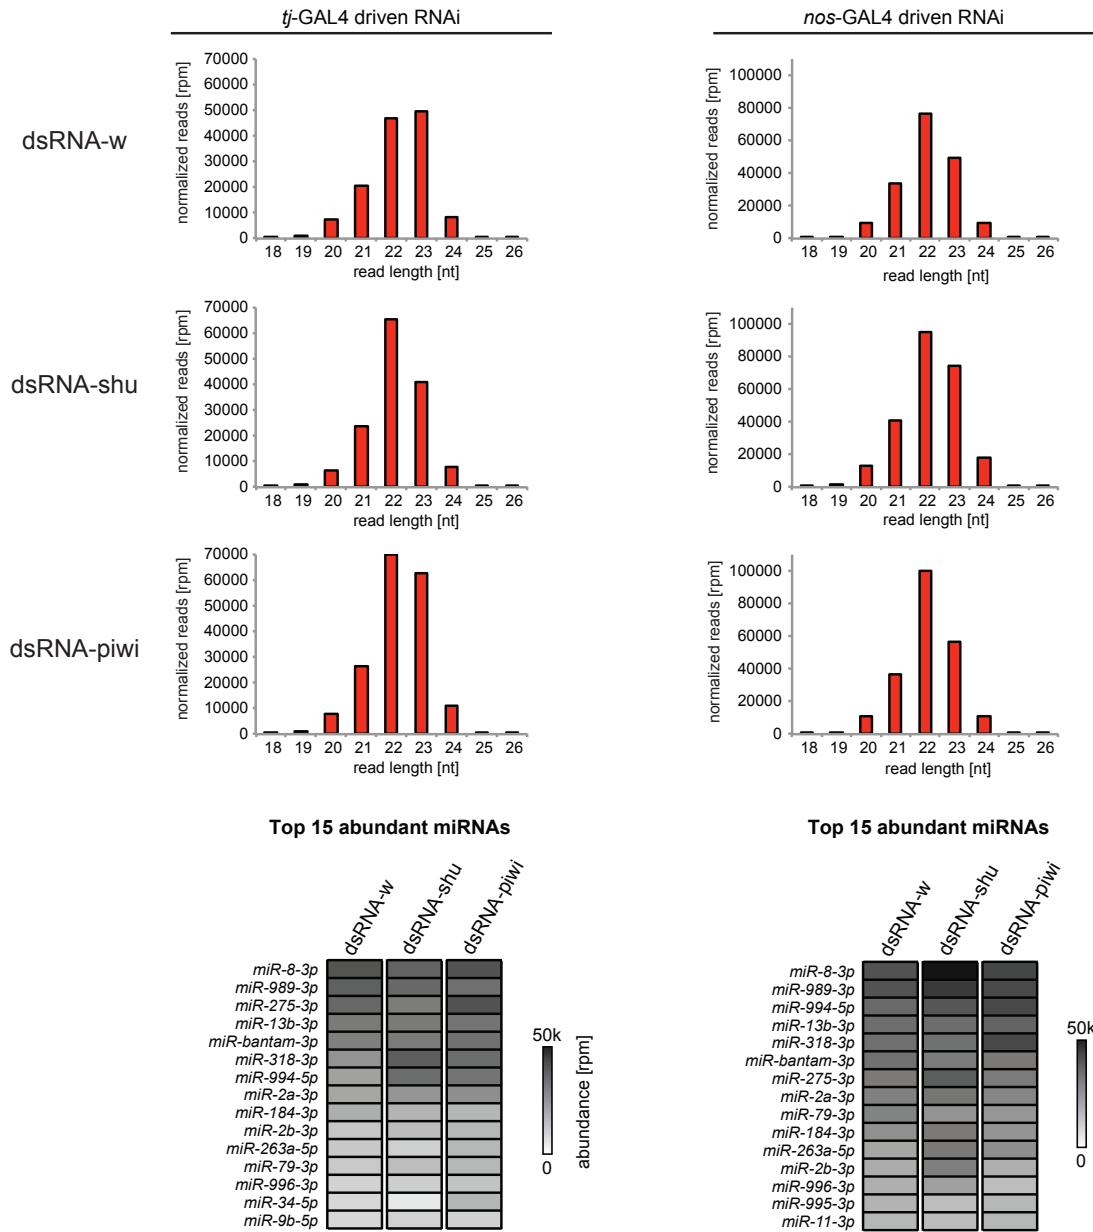 tj-GAL4 driven RNAi
nos-GAL4 driven RNAi
dsRNA-w
normalized reads [rpm]
70000
60000
50000
40000
30000
20000
10000
0
18 19 20 21 22 23 24 25 26
read length [nt]
normalized reads [rpm]
100000
80000
60000
40000
20000
0
18 19 20 21 22 23 24 25 26
read length [nt]
dsRNA-shu
normalized reads [rpm]
70000
60000
50000
40000
30000
20000
10000
0
18 19 20 21 22 23 24 25 26
read length [nt]
normalized reads [rpm]
100000
80000
60000
40000
20000
0
18 19 20 21 22 23 24 25 26
read length [nt]
dsRNA-piwi
normalized reads [rpm]
70000
60000
50000
40000
30000
20000
10000
0
18 19 20 21 22 23 24 25 26
read length [nt]
normalized reads [rpm]
100000
80000
60000
40000
20000
0
18 19 20 21 22 23 24 25 26
read length [nt]
Top 15 abundant miRNAs
dsRNA-w
dsRNA-shu
dsRNA-piwi
miR-8-3p
miR-989-3p
miR-275-3p
miR-13b-3p
miR-bantam-3p
miR-318-3p
miR-994-5p
miR-2a-3p
miR-184-3p
miR-2b-3p
miR-263a-5p
miR-79-3p
miR-996-3p
miR-34-5p
miR-9b-5p
50k
0
abundance [rpm]
Top 15 abundant miRNAs
dsRNA-w
dsRNA-shu
dsRNA-piwi
miR-8-3p
miR-989-3p
miR-994-5p
miR-13b-3p
miR-318-3p
miR-bantam-3p
miR-275-3p
miR-2a-3p
miR-79-3p
miR-184-3p
miR-263a-5p
miR-2b-3p
miR-996-3p
miR-995-3p
miR-11-3p
50k
0